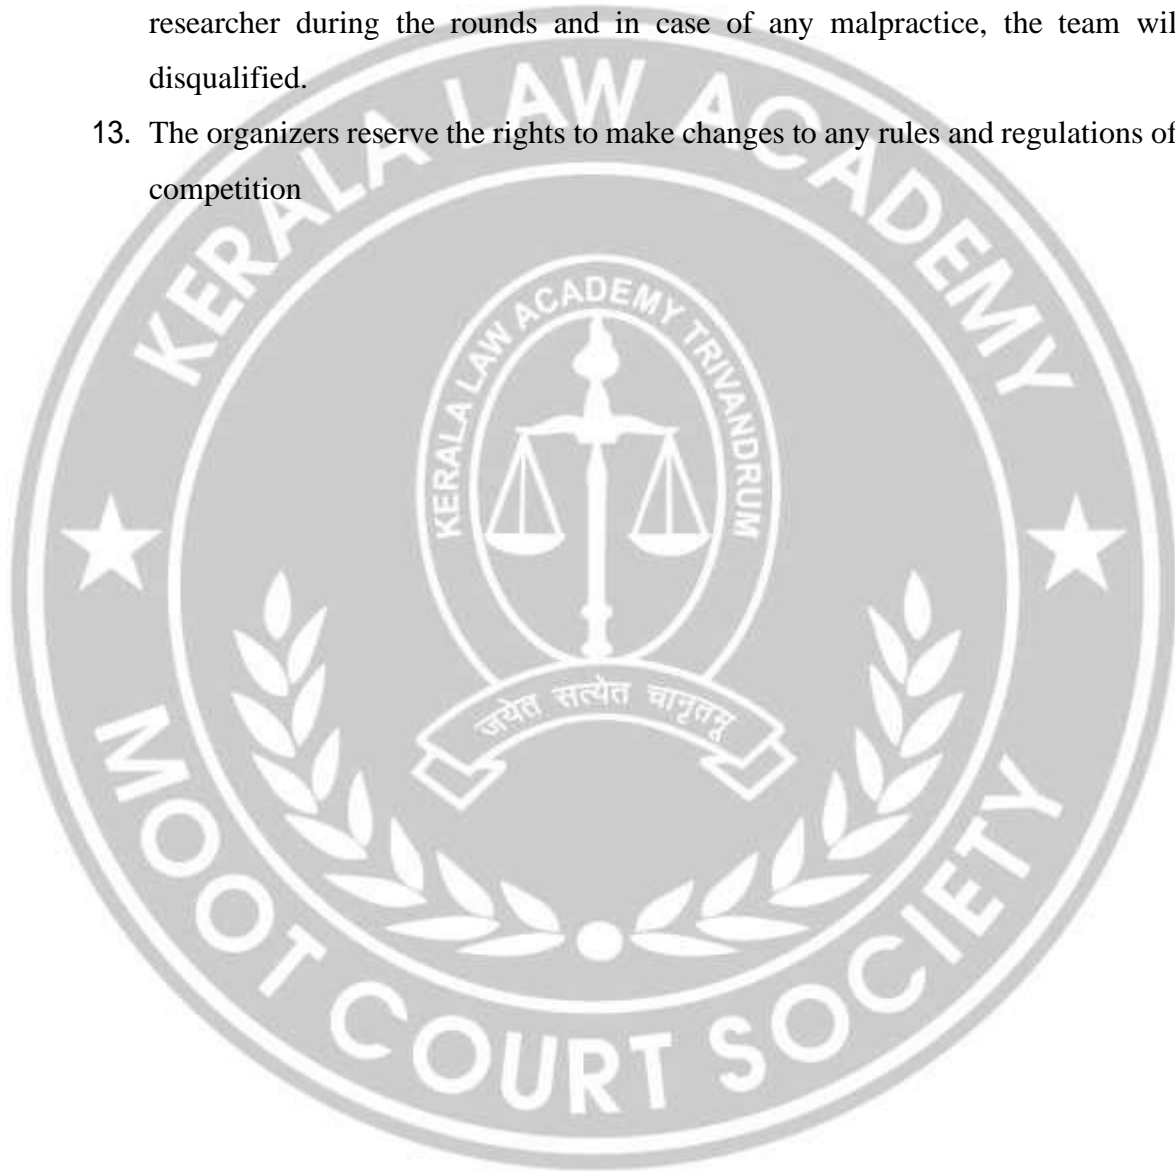 researcher during the rounds and in case of any malpractice, the team wil
disqualified.
13. The organizers reserve the rights to make changes to any rules and regulations of
competition
KERALA LAW ACADEMY
KERALA LAW ACADEMY TRIVANDRUM
जयेत सत्येत चानृतमू
MOOT COURT SOCIETY